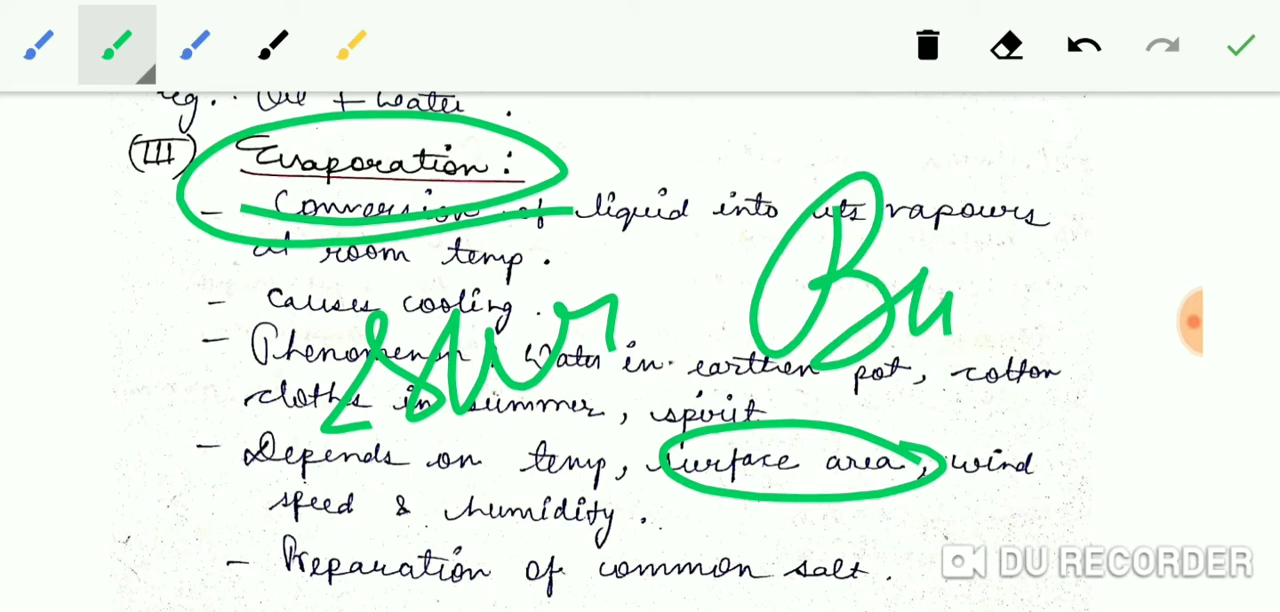 eg. : Oil + Water .
(III) Evaporation :
- Conversion of liquid into its vapours
at room temp .
- Causes cooling .
- Phenomenon : Water in earthen pot, cotton
clothes in summer, spirit
- Depends on temp, surface area, wind
speed & humidity .
- Preparation of common salt .
DU RECORDER